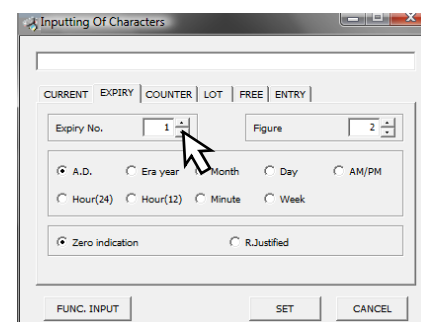 Inputting Of Characters
CURRENT EXPIRY COUNTER LOT FREE ENTRY
Expiry No. 1 Figure 2
A.D. Era year Month Day AM/PM
Hour(24) Hour(12) Minute Week
Zero indication R.Justified
FUNC. INPUT SET CANCEL